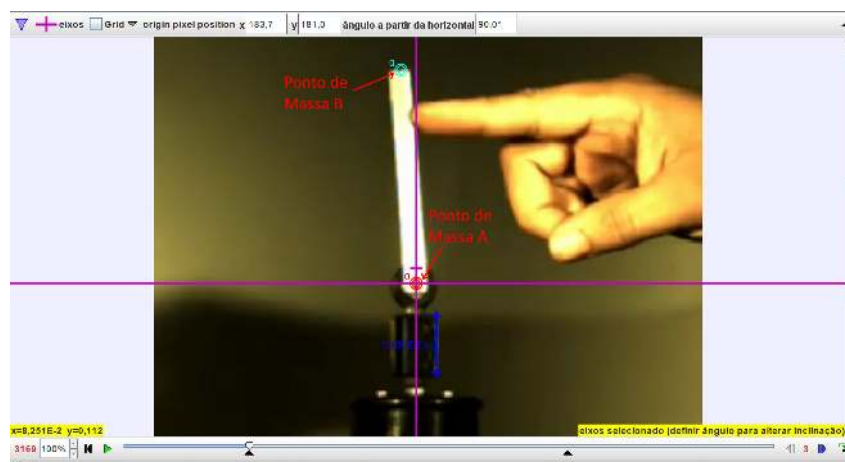 eixos Grid origin pixel position x 183,7 y 181,0 ângulo a partir da horizontal 90.0°
Ponto de
Massa B
Ponto de
Massa A
x=8,251E-2 y=0,112
eixos selecionado (definir ângulo para alterar inclinação)
3169 100% 3